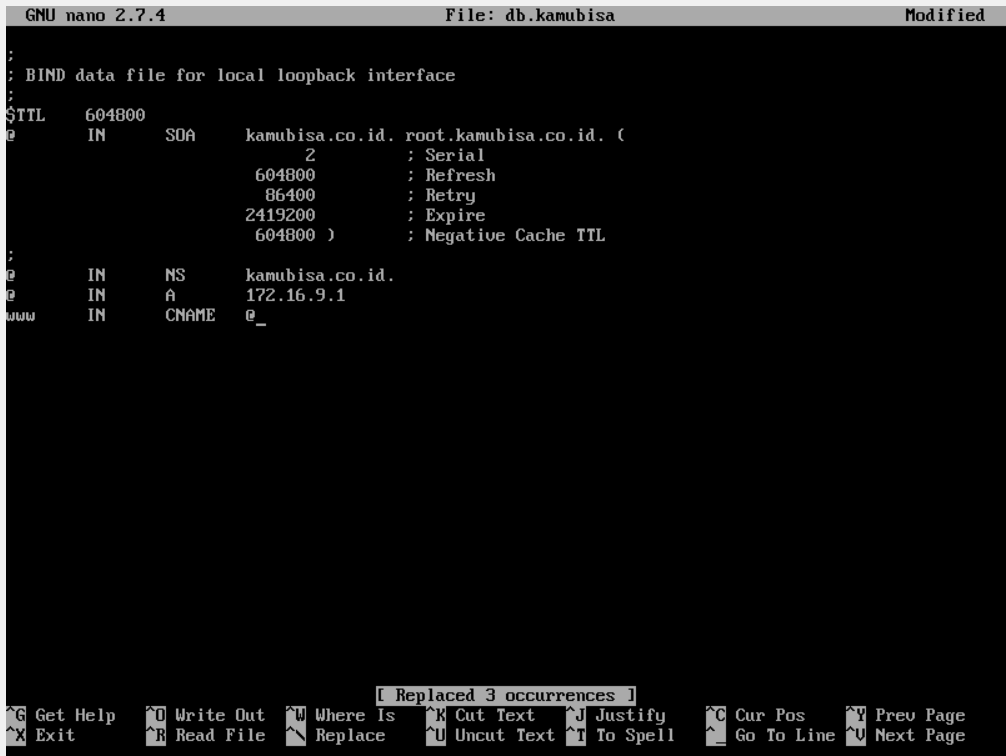 GNU nano 2.7.4 File: db.kamubisa Modified
;
; BIND data file for local loopback interface
;
$TTL 604800
@ IN SOA kamubisa.co.id. root.kamubisa.co.id. (
2 ; Serial
604800 ; Refresh
86400 ; Retry
2419200 ; Expire
604800 ) ; Negative Cache TTL
;
@ IN NS kamubisa.co.id.
@ IN A 172.16.9.1
www IN CNAME @_
[ Replaced 3 occurrences ]
^G Get Help ^O Write Out ^W Where Is ^K Cut Text ^J Justify ^C Cur Pos ^Y Prev Page
^X Exit ^R Read File ^\ Replace ^U Uncut Text ^T To Spell ^_ Go To Line ^V Next Page